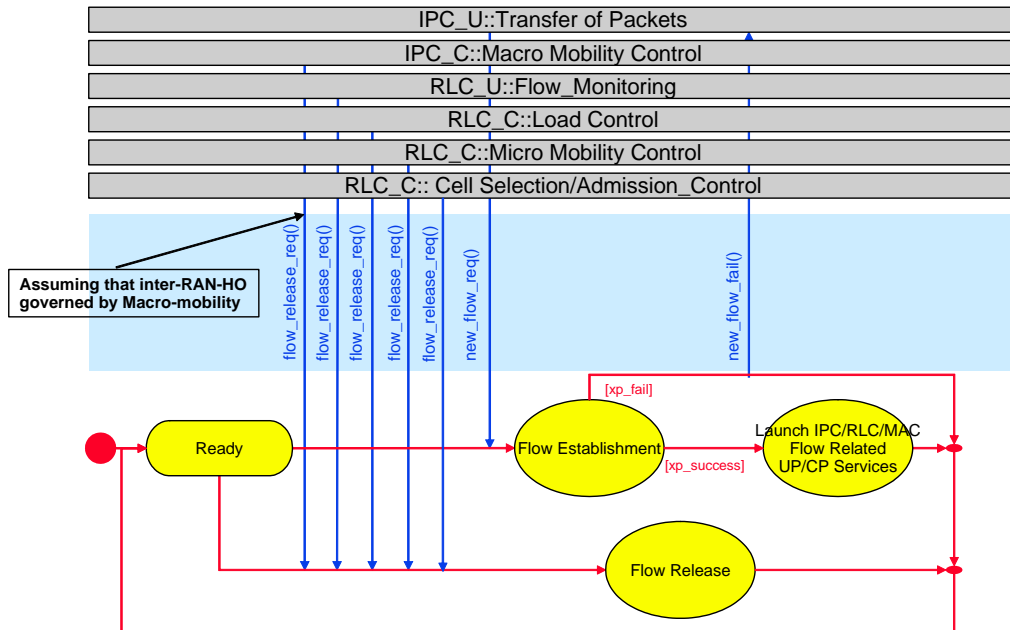 IPC_U::Transfer of Packets
IPC_C::Macro Mobility Control
RLC_U::Flow_Monitoring
RLC_C::Load Control
RLC_C::Micro Mobility Control
RLC_C:: Cell Selection/Admission_Control
Assuming that inter-RAN-HO
governed by Macro-mobility
flow_release_req()
flow_release_req()
flow_release_req()
flow_release_req()
flow_release_req()
new_flow_req()
new_flow_fail()
[xp_fail]
Ready
Flow Establishment
[xp_success]
Launch IPC/RLC/MAC
Flow Related
UP/CP Services
Flow Release